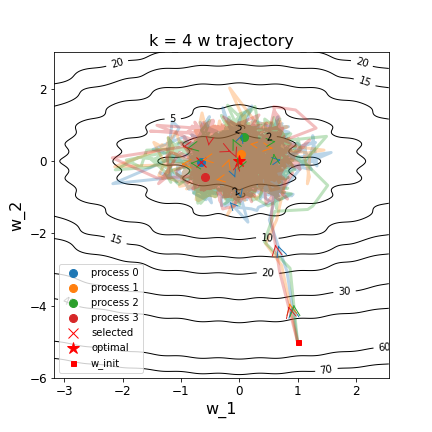 k = 4 w trajectory
20
20
15
5
2
2
2
10
15
20
30
60
70
2
0
−2
−4
−6
w_2
−3
−2
−1
0
1
2
w_1
process 0
process 1
process 2
process 3
selected
optimal
w_init